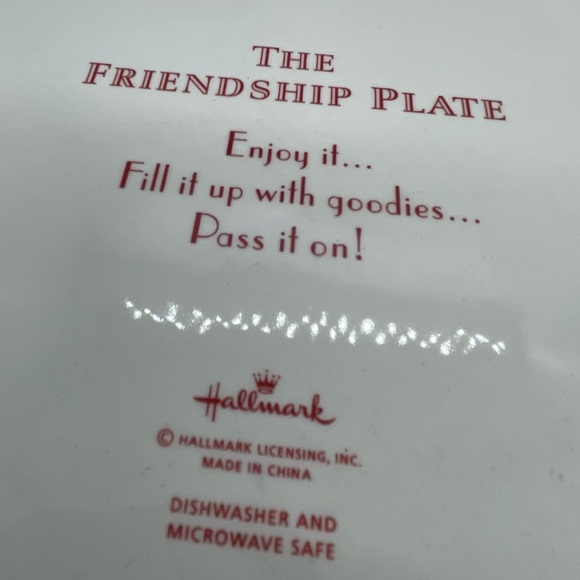 THE
FRIENDSHIP PLATE
Enjoy it...
Fill it up with goodies...
Pass it on!
Hallmark
© HALLMARK LICENSING, INC.
MADE IN CHINA
DISHWASHER AND
MICROWAVE SAFE